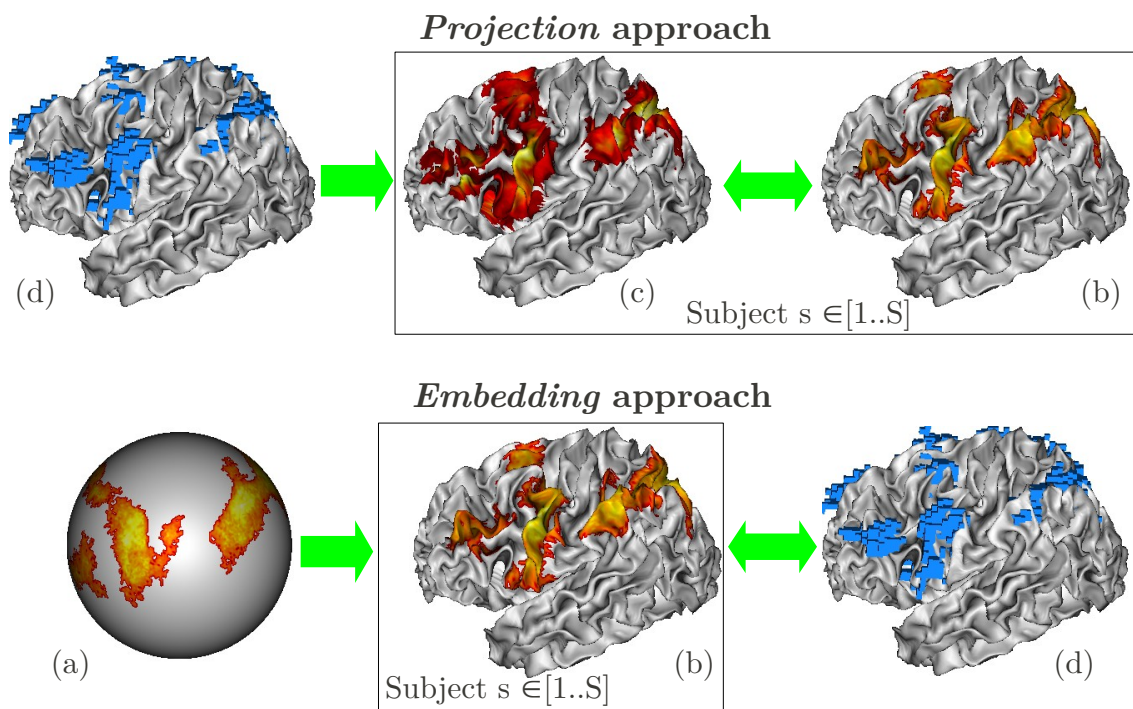 Projection approach
(d)
(c)
(b)
Subject s ∈[1..S]
Embedding approach
(a)
(b)
Subject s ∈[1..S]
(d)